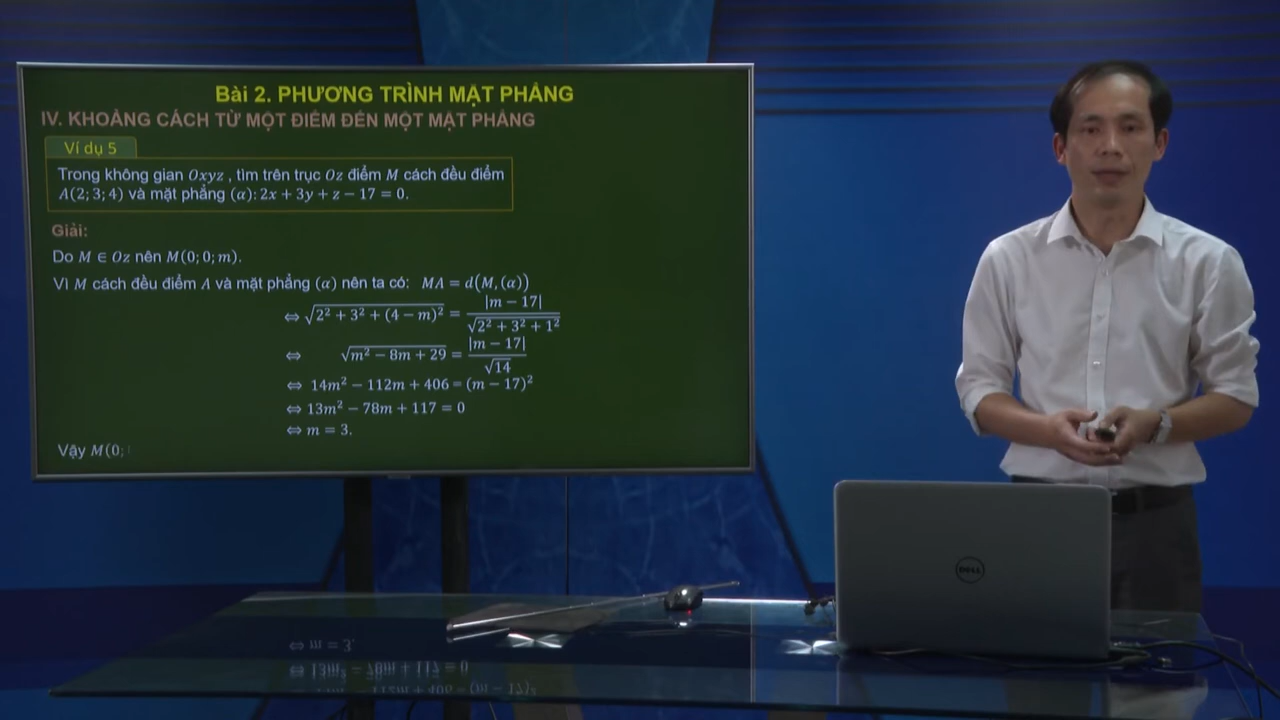 Bài 2. PHƯƠNG TRÌNH MẶT PHẲNG
IV. KHOẢNG CÁCH TỪ MỘT ĐIỂM ĐẾN MỘT MẶT PHẲNG
Ví dụ 5
Trong không gian Oxyz , tìm trên trục Oz điểm M cách đều điểm
A(2; 3; 4) và mặt phẳng (α): 2x + 3y + z − 17 = 0.
Giải:
Do M ∈ Oz nên M(0; 0; m).
Vì M cách đều điểm A và mặt phẳng (α) nên ta có: MA = d(M, (α))
⇔ √(2² + 3² + (4 − m)²) = |m − 17| / √(2² + 3² + 1²)
⇔ √(m² − 8m + 29) = |m − 17| / √14
⇔ 14m² − 112m + 406 = (m − 17)²
⇔ 13m² − 78m + 117 = 0
⇔ m = 3.
Vậy M(0;
DELL